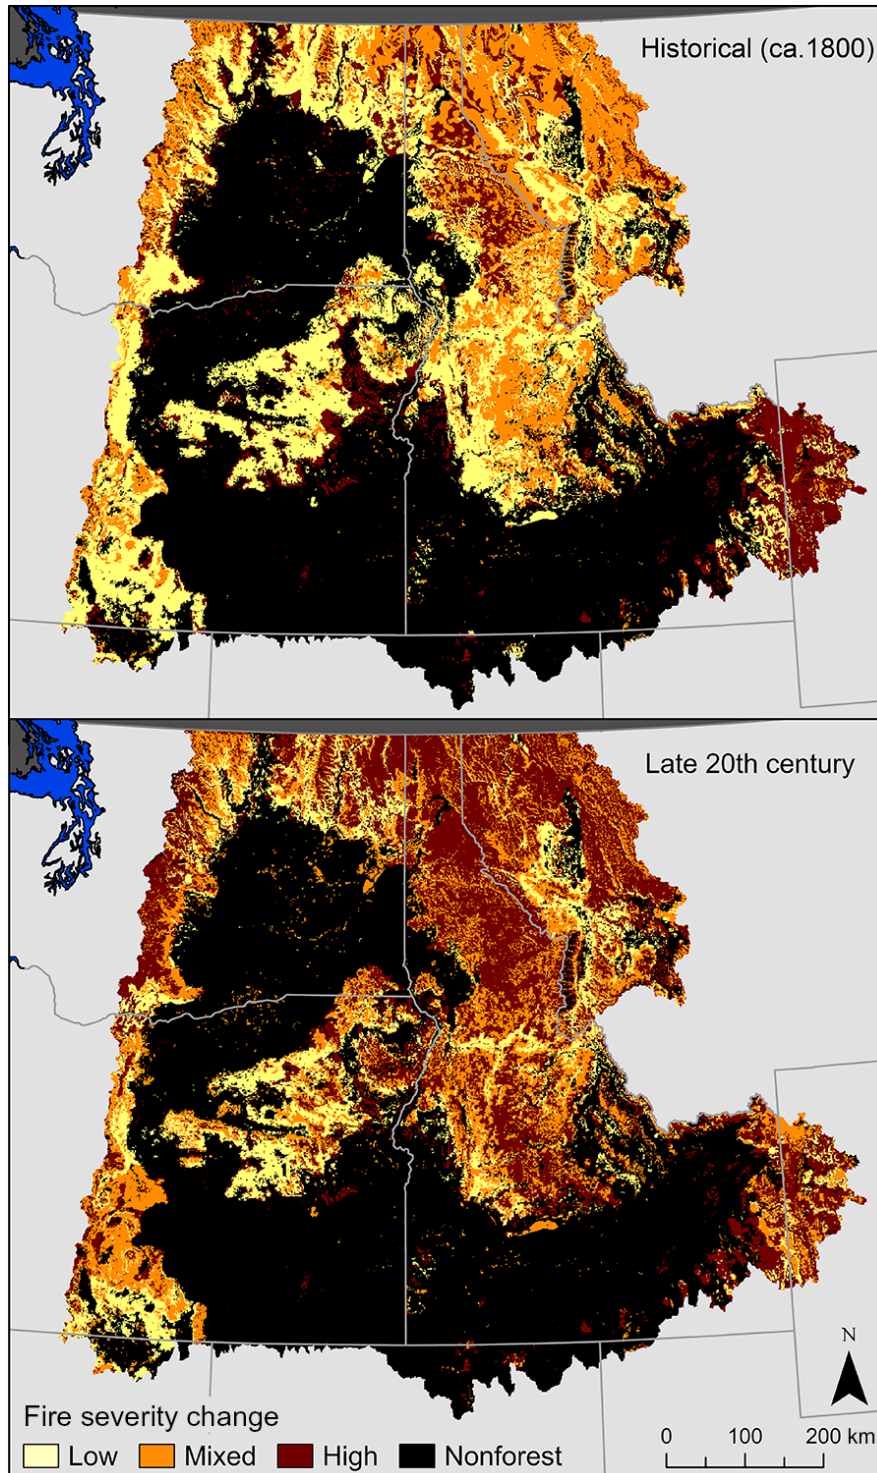 Historical (ca.1800)
Late 20th century
N
Fire severity change
Low Mixed High Nonforest
0 100 200 km